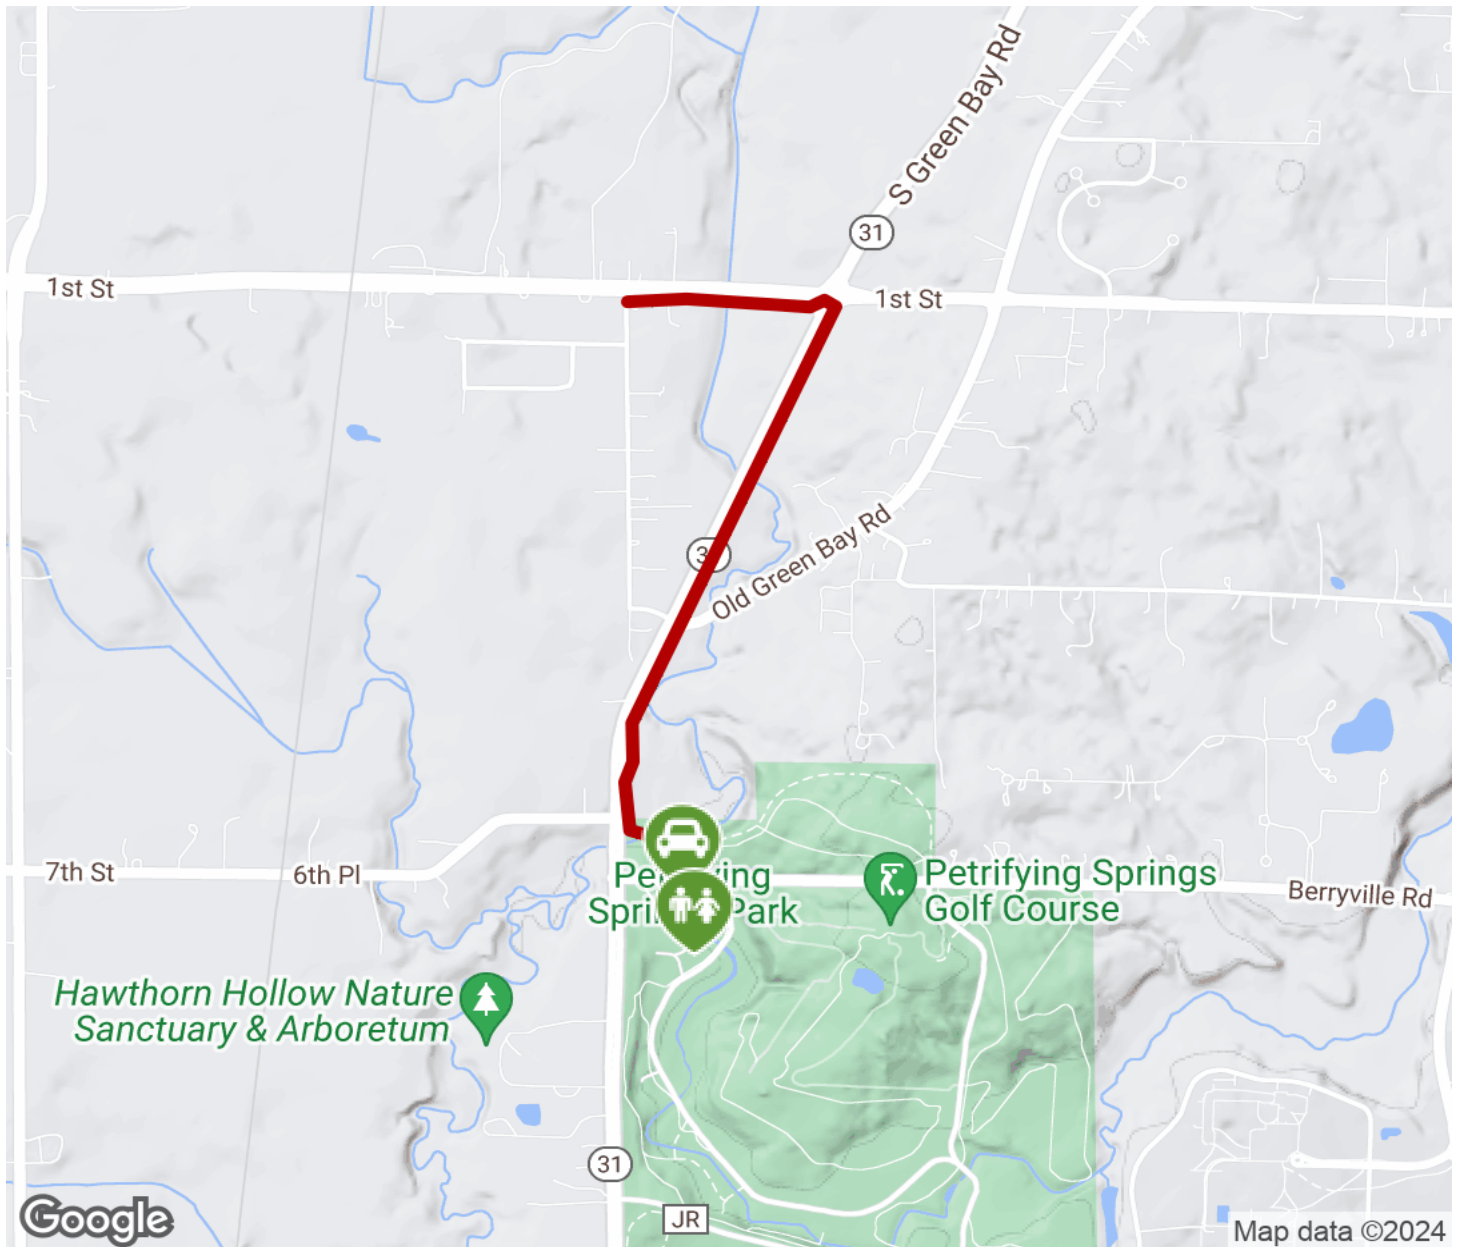 S Green Bay Rd
31
1st St
1st St
Old Green Bay Rd
7th St
6th Pl
Petrifying Springs
Golf Course
Berryville Rd
Park
Hawthorn Hollow Nature
Sanctuary & Arboretum
31
JR
Google
Map data ©2024